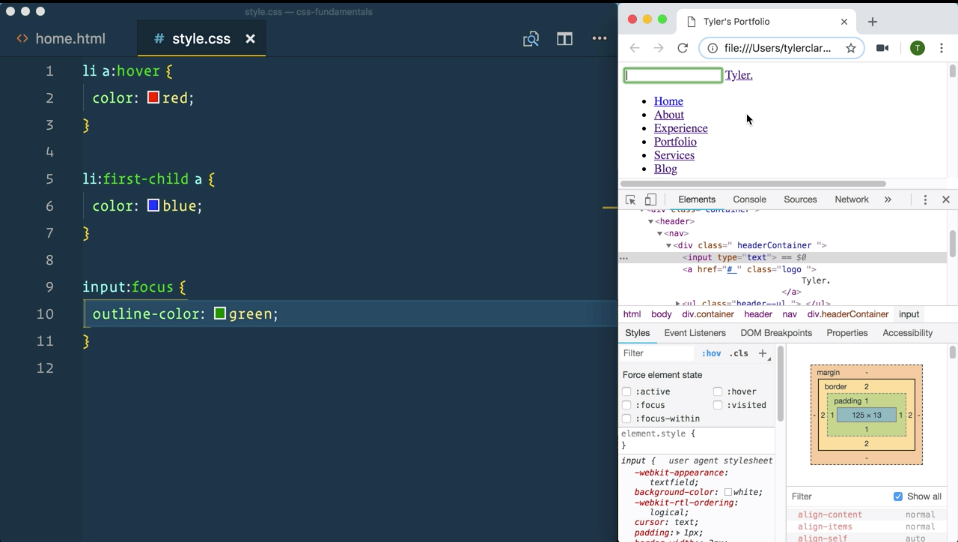 style.css — css-fundamentals
home.html
# style.css ×
1 li a:hover {
2 color: red;
3 }
4
5 li:first-child a {
6 color: blue;
7 }
8
9 input:focus {
10 outline-color: green;
11 }
12
Tyler's Portfolio ×
file:///Users/tylerclar...
T
Tyler.
Home
About
Experience
Portfolio
Services
Blog
Elements Console Sources Network »
<div class="container">
▼<header>
▼<nav>
▼<div class=" headerContainer ">
... <input type="text"> == $0
<a href="#_" class="logo ">
Tyler.
</a>
html body div.container header nav div.headerContainer input
Styles Event Listeners DOM Breakpoints Properties Accessibility
Filter :hov .cls +
Force element state
:active :hover
:focus :visited
:focus-within
element.style {
}
input { user agent stylesheet
-webkit-appearance:
textfield;
background-color: white;
-webkit-rtl-ordering:
logical;
cursor: text;
padding: 1px;
margin -
border 2
padding 1
- 2 1 125 × 13 1 2 -
1
2
-
Filter Show all
align-content normal
align-items normal
align-self auto